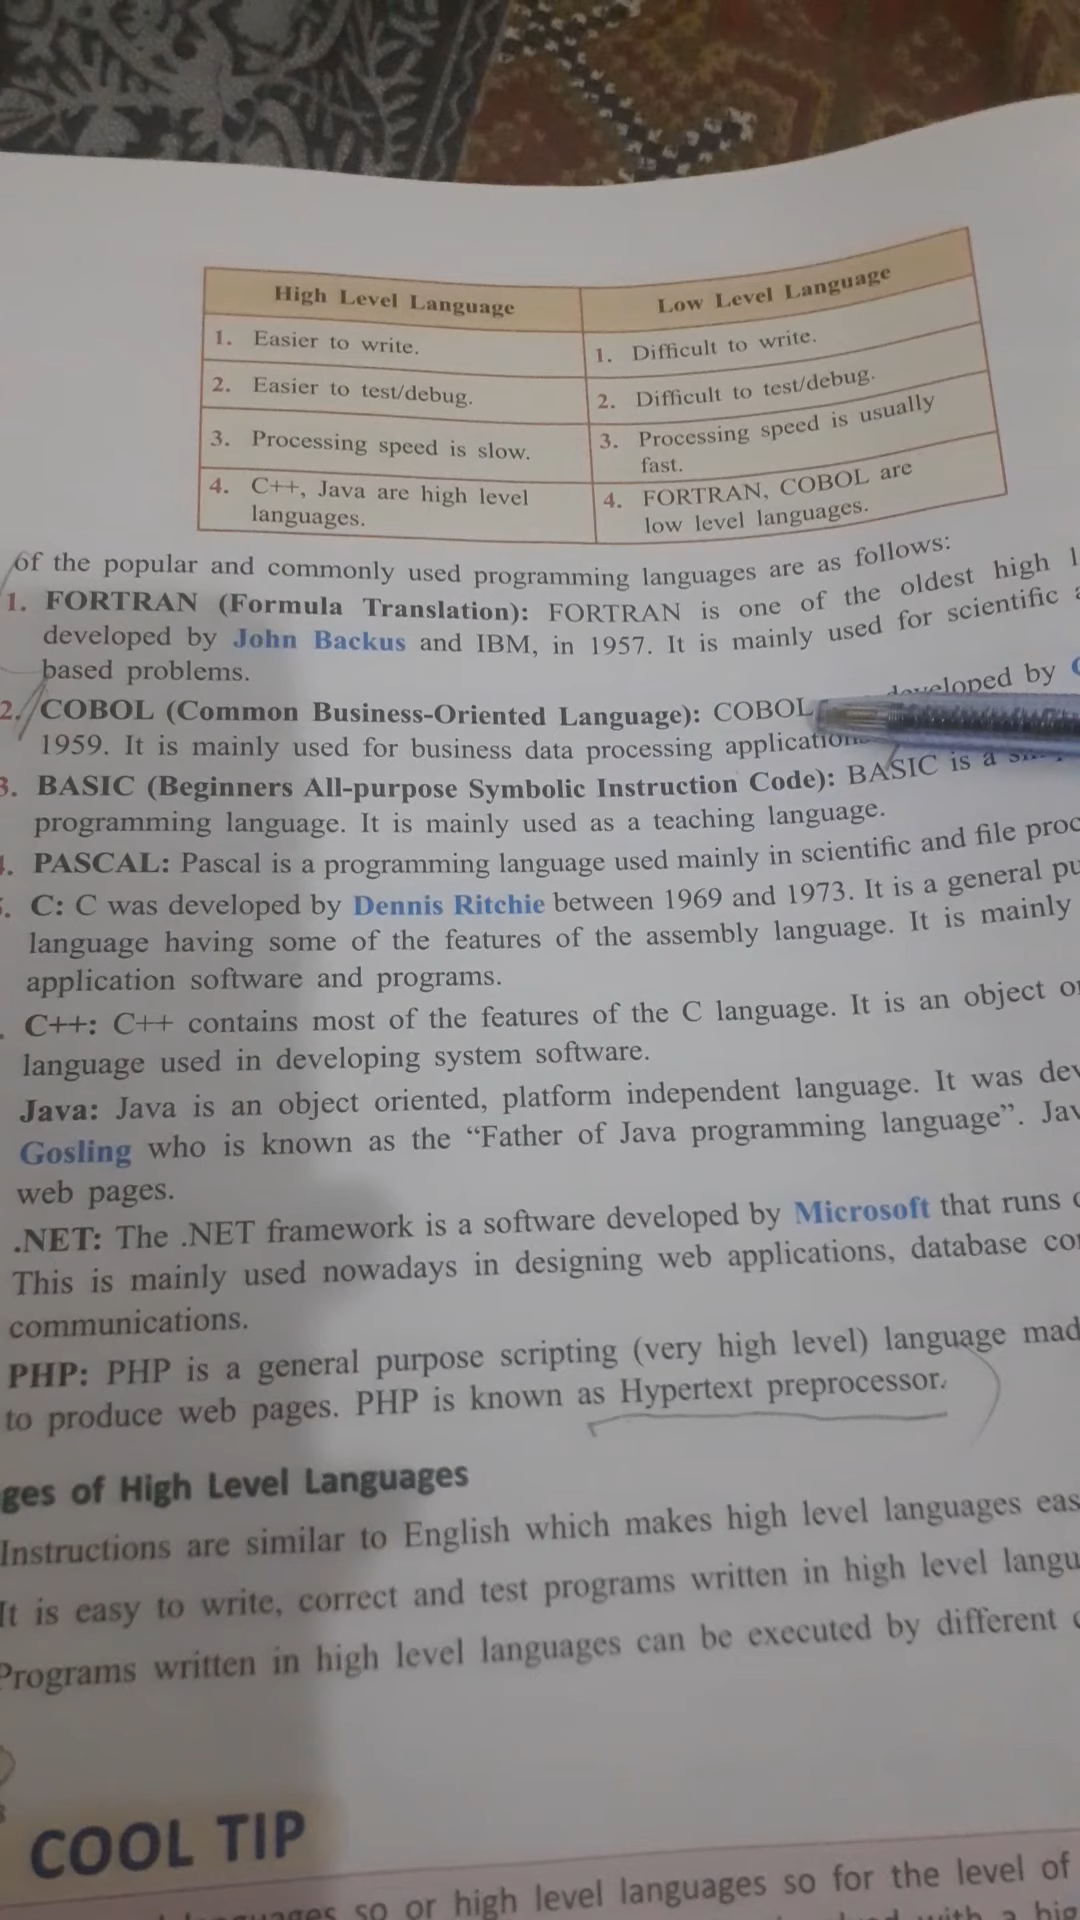 High Level Language
Low Level Language
1. Easier to write.
1. Difficult to write.
2. Easier to test/debug.
2. Difficult to test/debug.
3. Processing speed is slow.
3. Processing speed is usually
fast.
4. C++, Java are high level
languages.
4. FORTRAN, COBOL are
low level languages.
of the popular and commonly used programming languages are as follows:
1. FORTRAN (Formula Translation): FORTRAN is one of the oldest high
developed by John Backus and IBM, in 1957. It is mainly used for scientific
based problems.
2. COBOL (Common Business-Oriented Language): COBOL developed by
1959. It is mainly used for business data processing
3. BASIC (Beginners All-purpose Symbolic Instruction Code): BASIC is a
programming language. It is mainly used as a teaching language.
. PASCAL: Pascal is a programming language used mainly in scientific and file
. C: C was developed by Dennis Ritchie between 1969 and 1973. It is a general
language having some of the features of the assembly language. It is mainly
application software and programs.
C++: C++ contains most of the features of the C language. It is an object
language used in developing system software.
Java: Java is an object oriented, platform independent language. It was
Gosling who is known as the “Father of Java programming language”.
web pages.
.NET: The .NET framework is a software developed by Microsoft that runs
This is mainly used nowadays in designing web applications, database
communications.
PHP: PHP is a general purpose scripting (very high level) language
to produce web pages. PHP is known as Hypertext preprocessor.
ges of High Level Languages
Instructions are similar to English which makes high level languages
It is easy to write, correct and test programs written in high level
Programs written in high level languages can be executed by different
COOL TIP
so or high level languages so for the level of